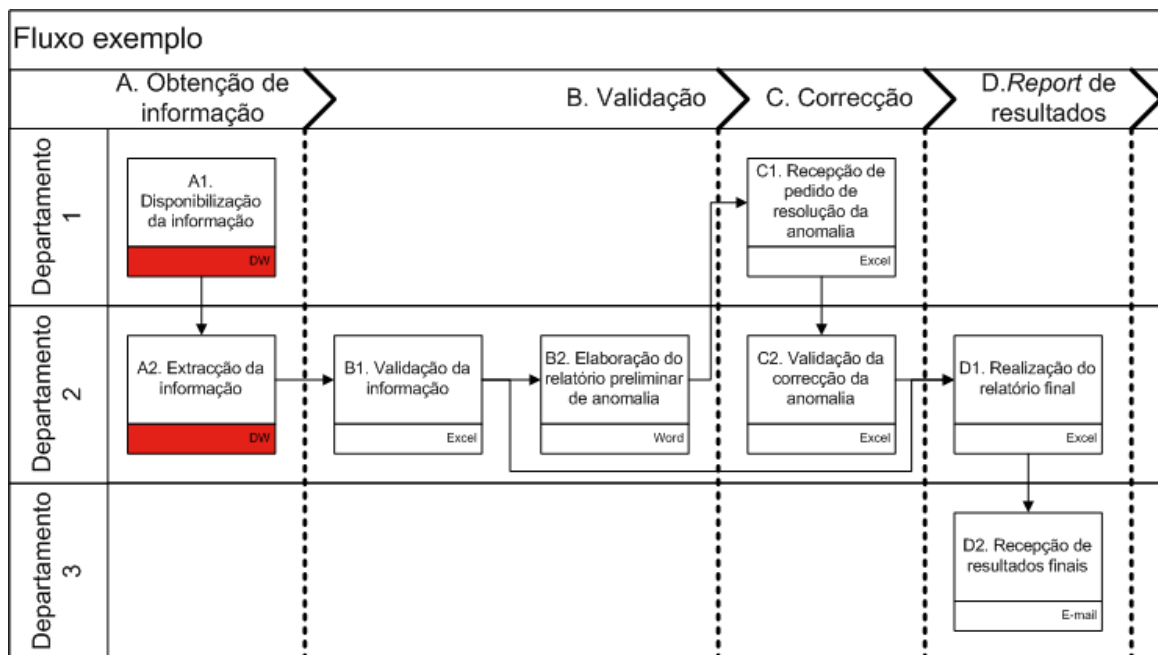 Fluxo exemplo
A. Obtenção de
informação
B. Validação
C. Correcção
D.Report de
resultados
Departamento
1
A1.
Disponibilização
da informação
DW
C1. Recepção de
pedido de
resolução da
anomalia
Excel
Departamento
2
A2. Extracção da
informação
DW
B1. Validação da
informação
Excel
B2. Elaboração do
relatório preliminar
de anomalia
Word
C2. Validação da
correcção da
anomalia
Excel
D1. Realização do
relatório final
Excel
Departamento
3
D2. Recepção de
resultados finais
E-mail